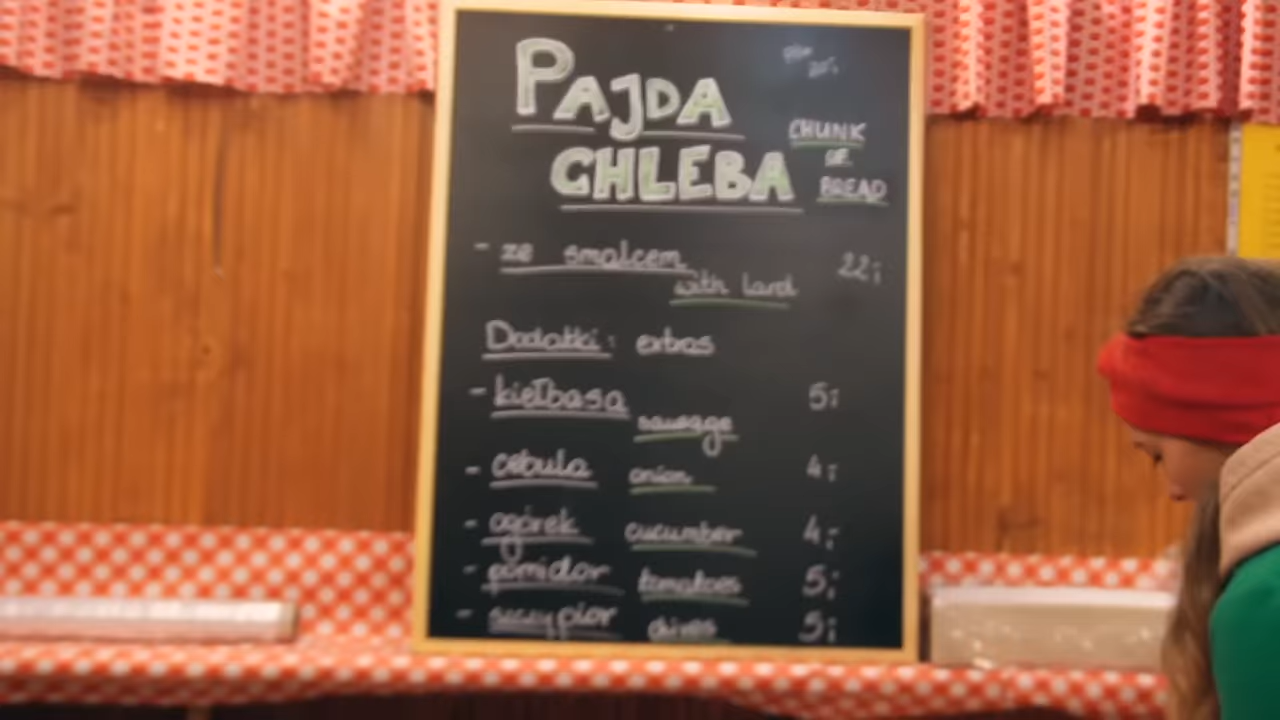 PAJDA
CHLEBA
CHUNK
OF
BREAD
- ze smalcem 22;
with lard
Dodatki: extras
- kiełbasa 5;
sausage
- cebula onion 4;
- ogórek cucumber 4;
- pomidor tomatoes 5;
- szczypior chives 5;